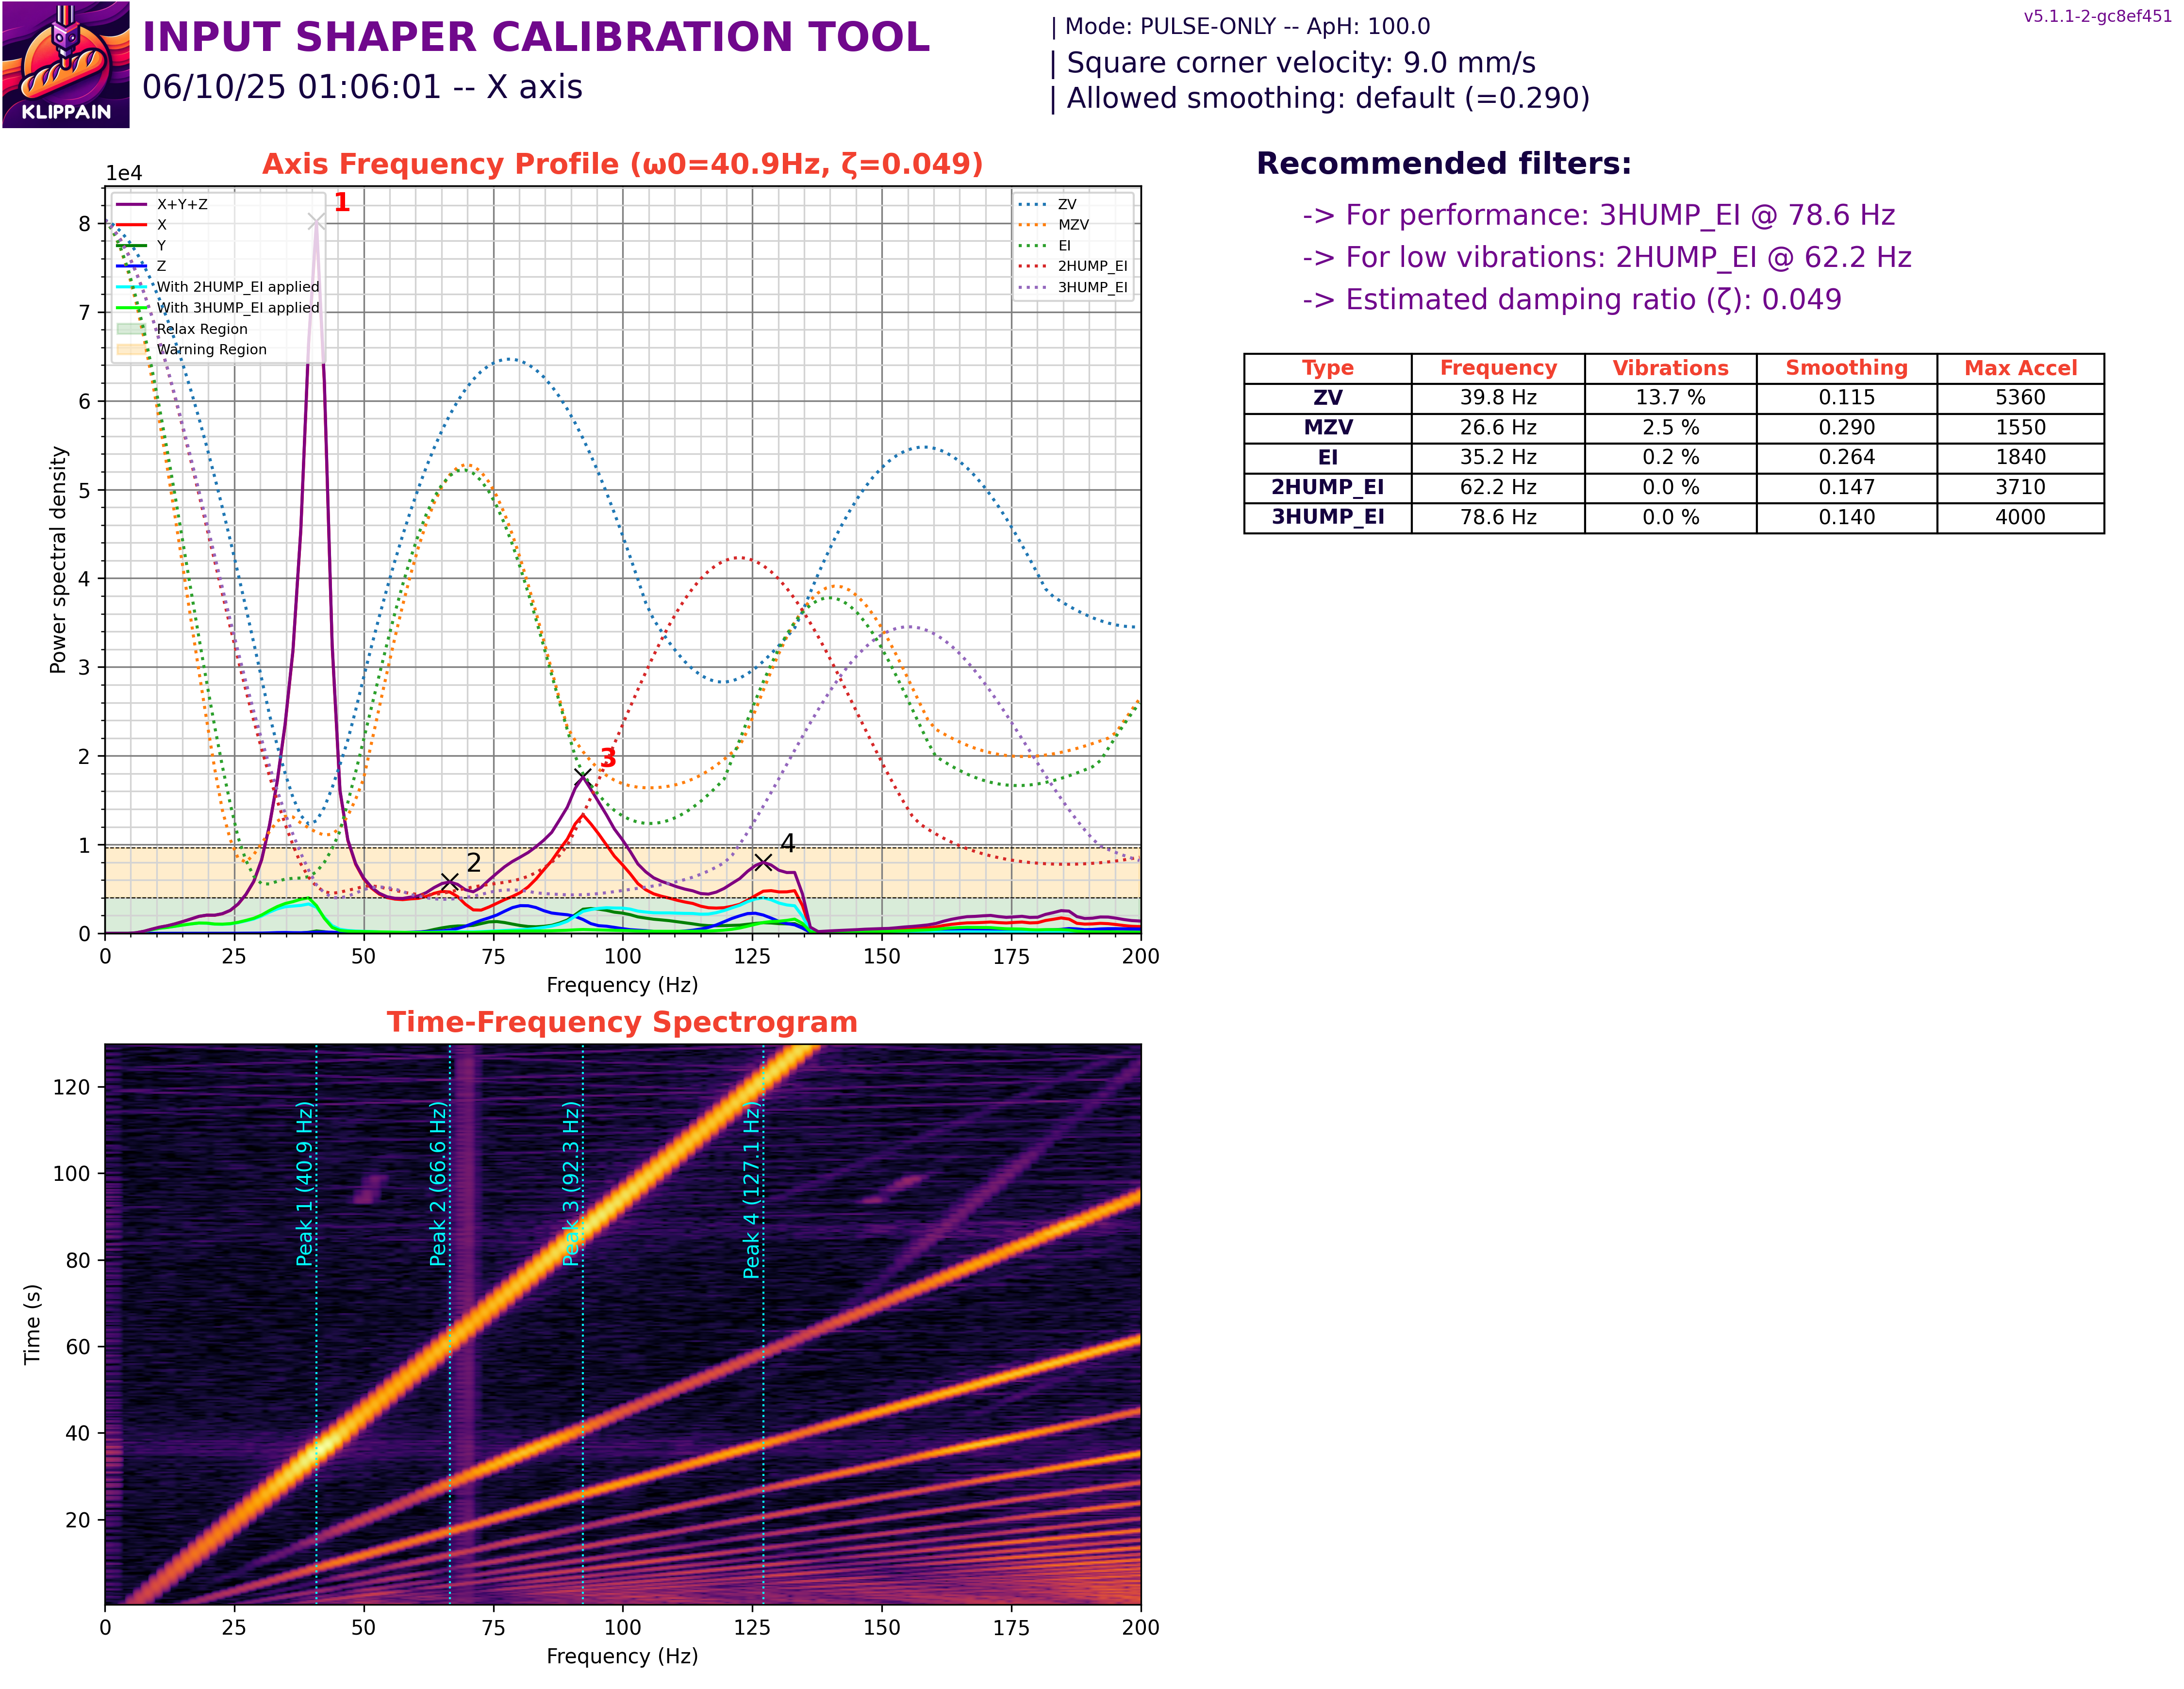 KLIPPAIN
INPUT SHAPER CALIBRATION TOOL
06/10/25 01:06:01 -- X axis
| Mode: PULSE-ONLY -- ApH: 100.0
| Square corner velocity: 9.0 mm/s
| Allowed smoothing: default (=0.290)
v5.1.1-2-gc8ef451
Axis Frequency Profile (ω0=40.9Hz, ζ=0.049)
1e4
X+Y+Z
X
Y
Z
With 2HUMP_EI applied
With 3HUMP_EI applied
Relax Region
Warning Region
ZV
MZV
EI
2HUMP_EI
3HUMP_EI
1
2
3
4
8
7
6
5
4
3
2
1
0
Power spectral density
0 25 50 75 100 125 150 175 200
Frequency (Hz)
Recommended filters:
-> For performance: 3HUMP_EI @ 78.6 Hz
-> For low vibrations: 2HUMP_EI @ 62.2 Hz
-> Estimated damping ratio (ζ): 0.049
Type Frequency Vibrations Smoothing Max Accel
ZV 39.8 Hz 13.7 % 0.115 5360
MZV 26.6 Hz 2.5 % 0.290 1550
EI 35.2 Hz 0.2 % 0.264 1840
2HUMP_EI 62.2 Hz 0.0 % 0.147 3710
3HUMP_EI 78.6 Hz 0.0 % 0.140 4000
Time-Frequency Spectrogram
120
100
80
60
40
20
Time (s)
Peak 1 (40.9 Hz)
Peak 2 (66.6 Hz)
Peak 3 (92.3 Hz)
Peak 4 (127.1 Hz)
0 25 50 75 100 125 150 175 200
Frequency (Hz)